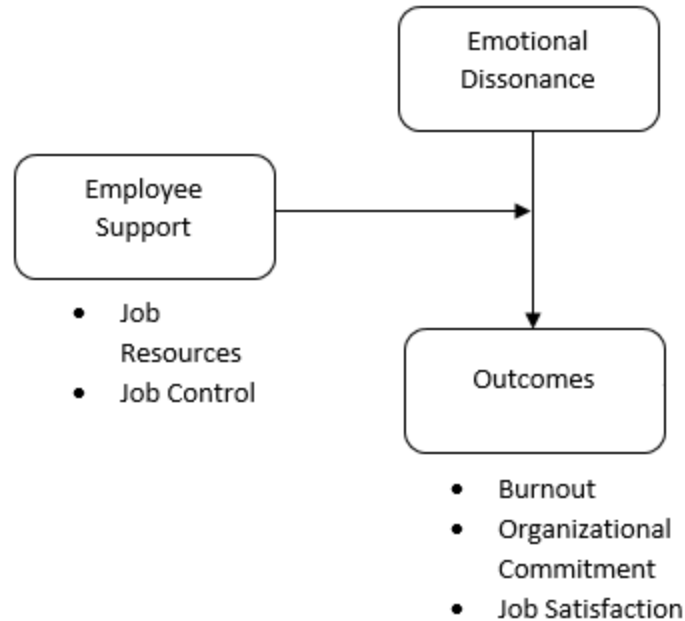 Emotional
Dissonance
Employee
Support
• Job
Resources
• Job Control
Outcomes
• Burnout
• Organizational
Commitment
• Job Satisfaction